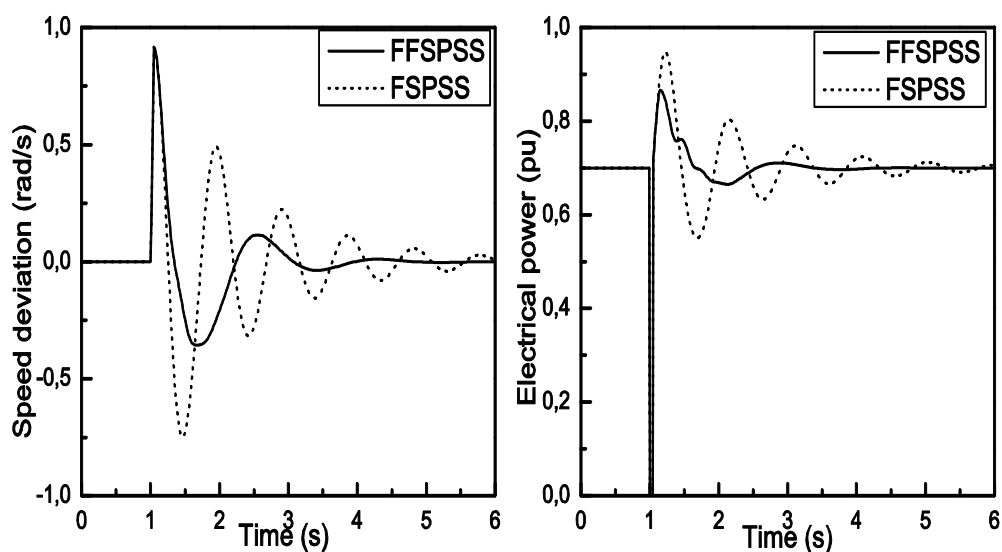 Speed deviation (rad/s)
1,0
0,5
0,0
-0,5
-1,0
FFSPSS
FSPSS
0 1 2 3 4 5 6
Time (s)
Electrical power (pu)
1,0
0,8
0,6
0,4
0,2
0,0
FFSPSS
FSPSS
0 1 2 3 4 5 6
Time (s)